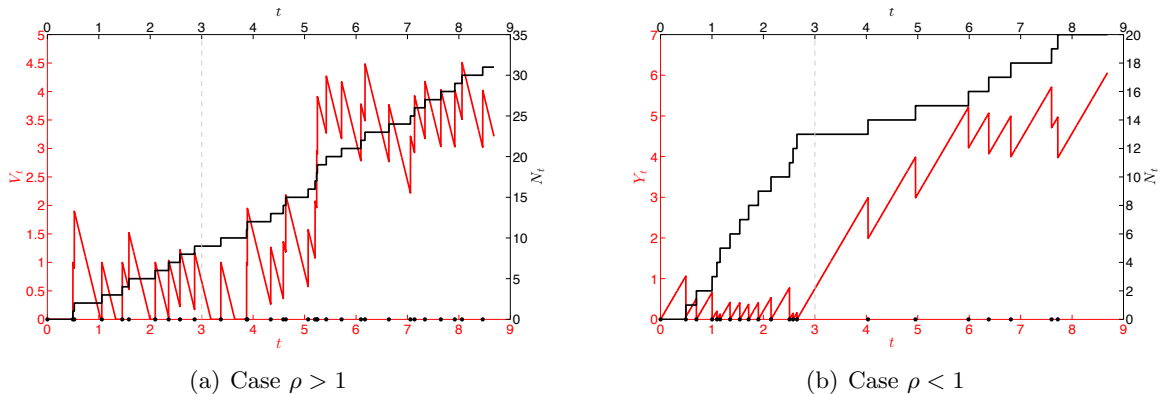 t
0 1 2 3 4 5 6 7 8 9
5 4.5 4 3.5 3 2.5 2 1.5 1 0.5 0
V_t
35 30 25 20 15 10 5 0
N_t
0 1 2 3 4 5 6 7 8 9
t
(a) Case ρ > 1
t
0 1 2 3 4 5 6 7 8 9
7 6 5 4 3 2 1 0
Y_t
20 18 16 14 12 10 8 6 4 2 0
N_t
0 1 2 3 4 5 6 7 8 9
t
(b) Case ρ < 1